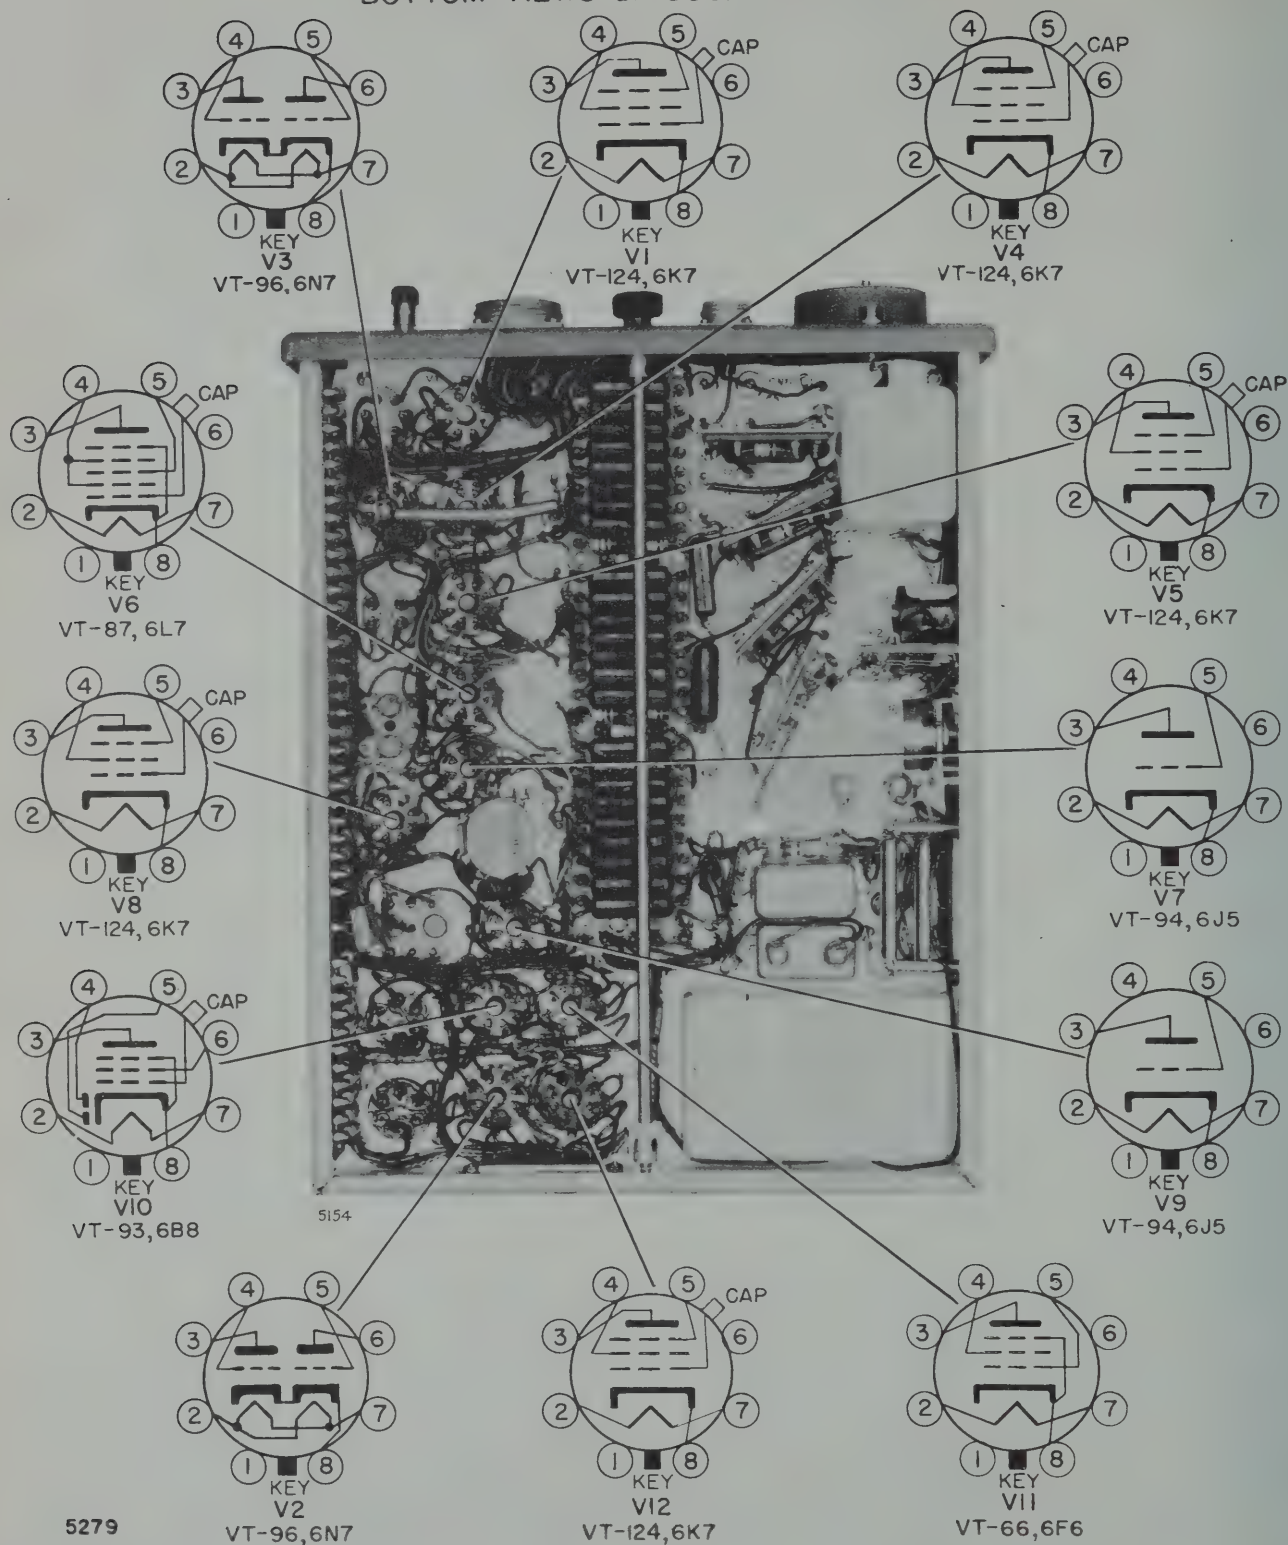 4 5
3 6
2 7
1 8
KEY
V3
VT-96,6N7
4 5 CAP
3 6
2 7
1 8
KEY
V1
VT-124,6K7
4 5 CAP
3 6
2 7
1 8
KEY
V4
VT-124,6K7
4 5 CAP
3 6
2 7
1 8
KEY
V6
VT-87,6L7
4 5 CAP
3 6
2 7
1 8
KEY
V5
VT-124,6K7
4 5 CAP
3 6
2 7
1 8
KEY
V8
VT-124,6K7
4 5
3 6
2 7
1 8
KEY
V7
VT-94,6J5
4 5 CAP
3 6
2 7
1 8
KEY
V10
VT-93,6B8
4 5
3 6
2 7
1 8
KEY
V9
VT-94,6J5
5154
4 5
3 6
2 7
1 8
KEY
V2
VT-96,6N7
4 5 CAP
3 6
2 7
1 8
KEY
V12
VT-124,6K7
4 5
3 6
2 7
1 8
KEY
V11
VT-66,6F6
5279